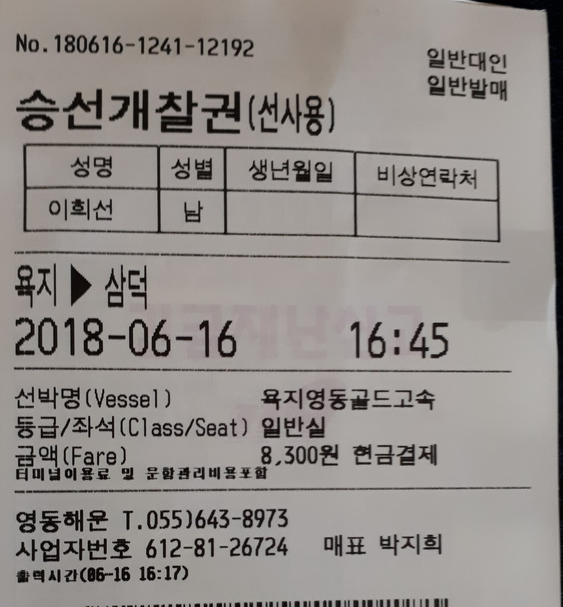 No.180616-1241-12192
일반대인
일반발매
승선개찰권(선사용)
성명 성별 생년월일 비상연락처
이희선 남
욕지 ▶ 삼덕
2018-06-16 16:45
선박명(Vessel) 욕지영동골드고속
등급/좌석(Class/Seat) 일반실
금액(Fare) 8,300원 현금결제
터미널이용료 및 문화관리비용포함
영동해운 T.055)643-8973
사업자번호 612-81-26724 매표 박지희
출력시간(06-16 16:17)